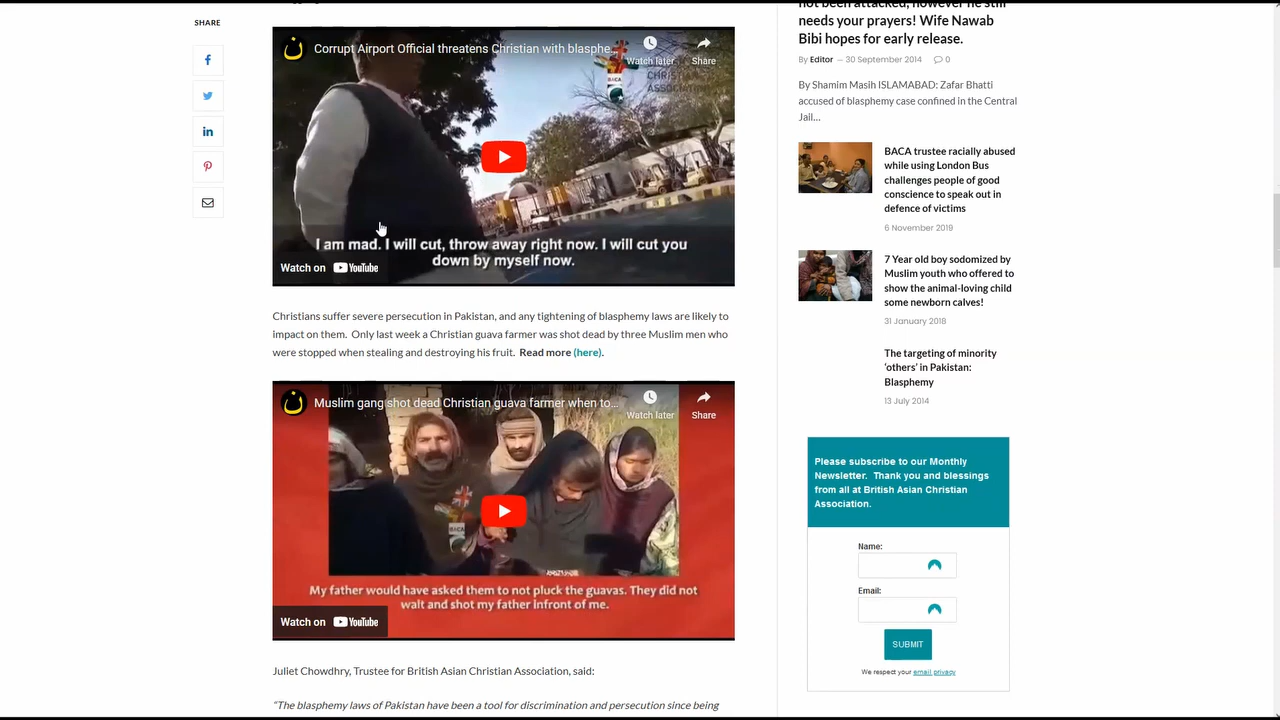 SHARE
Corrupt Airport Official threatens Christian with blasphe...
Watch later
Share
BACA
I am mad. I will cut, throw away right now. I will cut you
down by myself now.
Watch on YouTube
Christians suffer severe persecution in Pakistan, and any tightening of blasphemy laws are likely to
impact on them. Only last week a Christian guava farmer was shot dead by three Muslim men who
were stopped when stealing and destroying his fruit. Read more (here).
Muslim gang shot dead Christian guava farmer when to...
Watch later
Share
BACA
My father would have asked them to not pluck the guavas. They did not
wait and shot my father infront of me.
Watch on YouTube
Juliet Chowdhry, Trustee for British Asian Christian Association, said:
“The blasphemy laws of Pakistan have been a tool for discrimination and persecution since being
not been attacked, however he still
needs your prayers! Wife Nawab
Bibi hopes for early release.
By Editor — 30 September 2014 0
By Shamim Masih ISLAMABAD: Zafar Bhatti
accused of blasphemy case confined in the Central
Jail...
BACA trustee racially abused
while using London Bus
challenges people of good
conscience to speak out in
defence of victims
6 November 2019
7 Year old boy sodomized by
Muslim youth who offered to
show the animal-loving child
some newborn calves!
31 January 2018
The targeting of minority
‘others’ in Pakistan:
Blasphemy
13 July 2014
Please subscribe to our Monthly
Newsletter. Thank you and blessings
from all at British Asian Christian
Association.
Name:
Email:
SUBMIT
We respect your email privacy